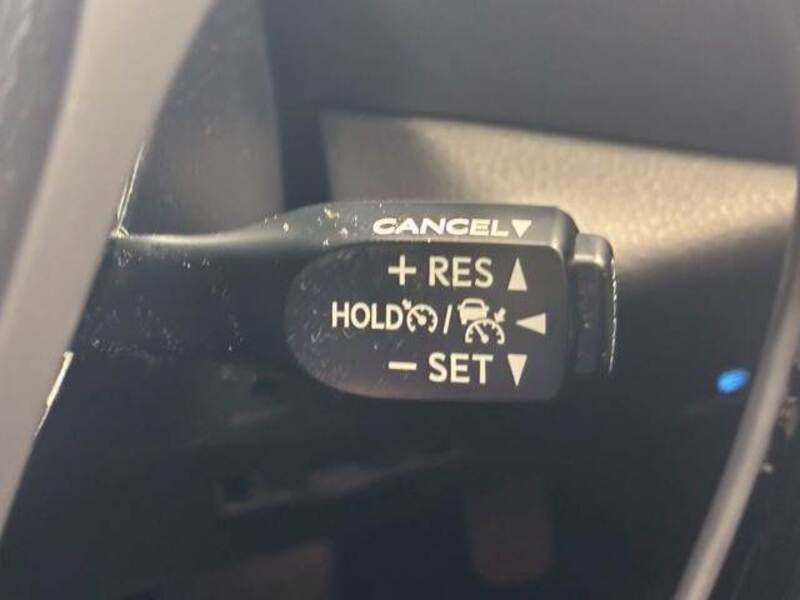 CANCEL▼
+ RES ▲
HOLD / ◀
− SET ▼